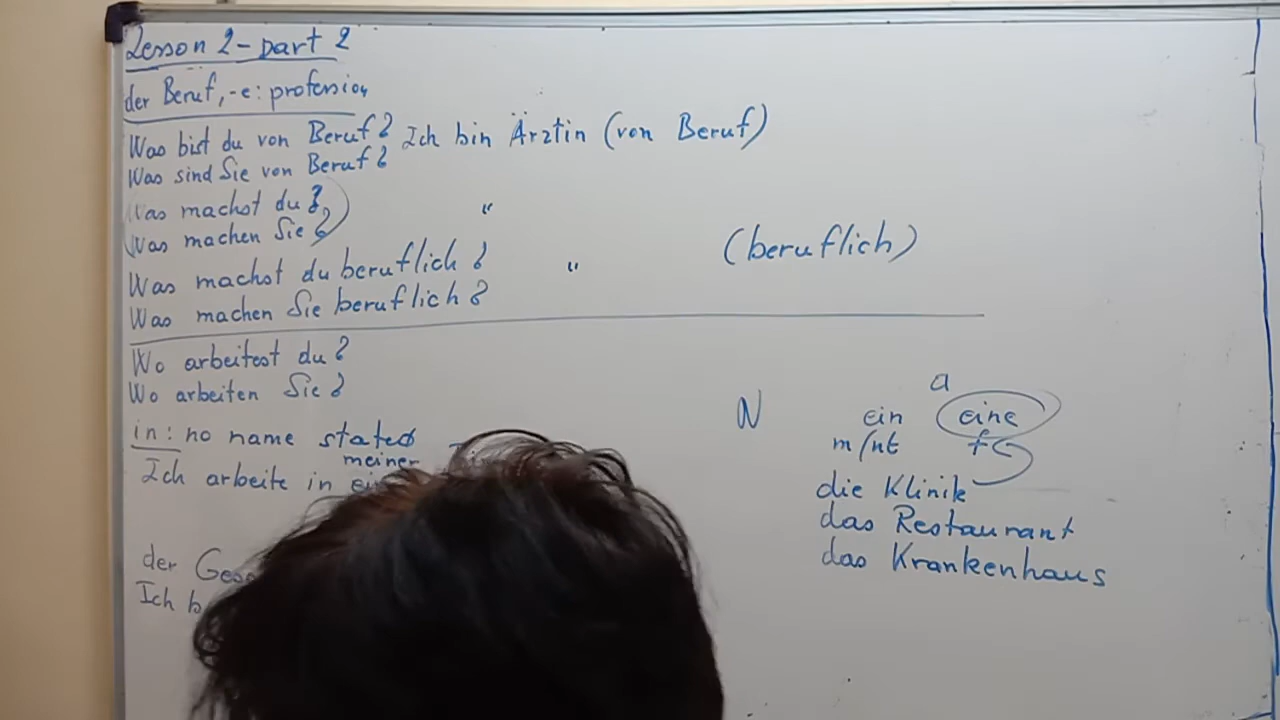 Lesson 2 - part 2
der Beruf, -e: profession
Was bist du von Beruf? Ich bin Ärztin (von Beruf)
Was sind Sie von Beruf?
Was machst du?
"
Was machen Sie?
(beruflich)
Was machst du beruflich?
"
Was machen Sie beruflich?
Wo arbeitest du?
Wo arbeiten Sie?
in: no name stated
meiner
Ich arbeite in
der
Ich
a
N ein eine
m/nt f
die Klinik
das Restaurant
das Krankenhaus